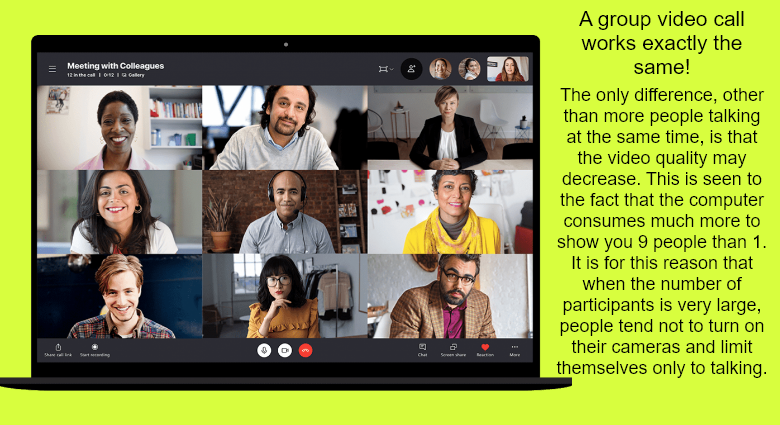 Meeting with Colleagues
12 in the call | 0:12 | Gallery
Share call link
Start recording
Chat
Screen share
Reaction
More
A group video call
works exactly the
same!
The only difference, other
than more people talking
at the same time, is that
the video quality may
decrease. This is seen to
the fact that the computer
consumes much more to
show you 9 people than 1.
It is for this reason that
when the number of
participants is very large,
people tend not to turn on
their cameras and limit
themselves only to talking.